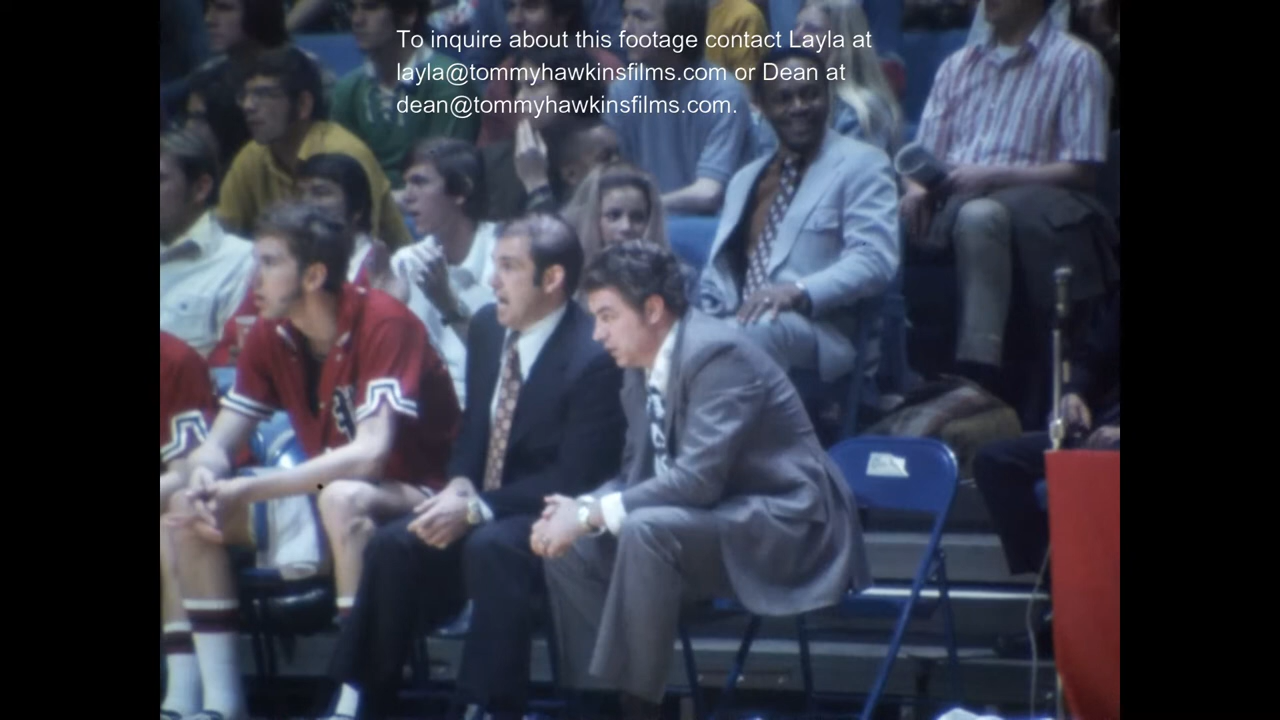 To inquire about this footage contact Layla at
layla@tommyhawkinsfilms.com or Dean at
dean@tommyhawkinsfilms.com.